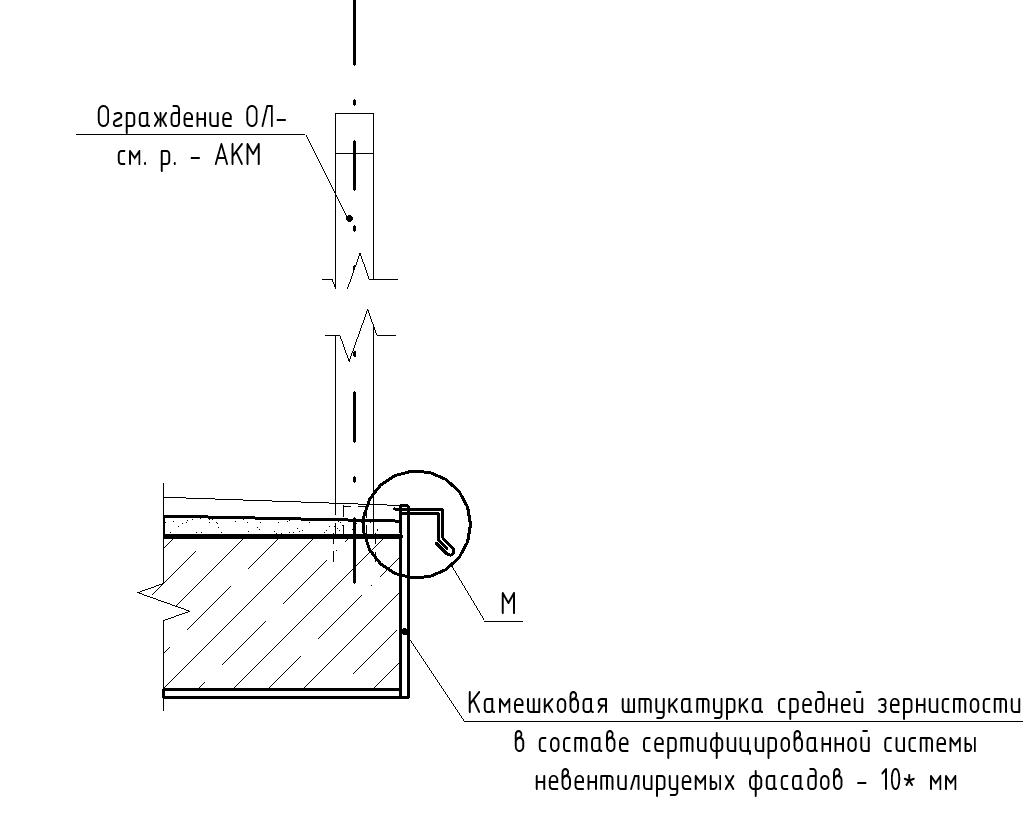 Ограждение ОЛ-
см. р. - АКМ
М
Камешковая штукатурка средней зернистости
в составе сертифицированной системы
невентилируемых фасадов - 10* мм